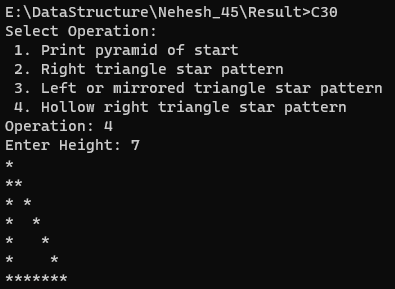 E:\DataStructure\Nehesh_45\Result>C30
Select Operation:
 1. Print pyramid of start
 2. Right triangle star pattern
 3. Left or mirrored triangle star pattern
 4. Hollow right triangle star pattern
Operation: 4
Enter Height: 7
*
**
* *
*  *
*   *
*    *
*******